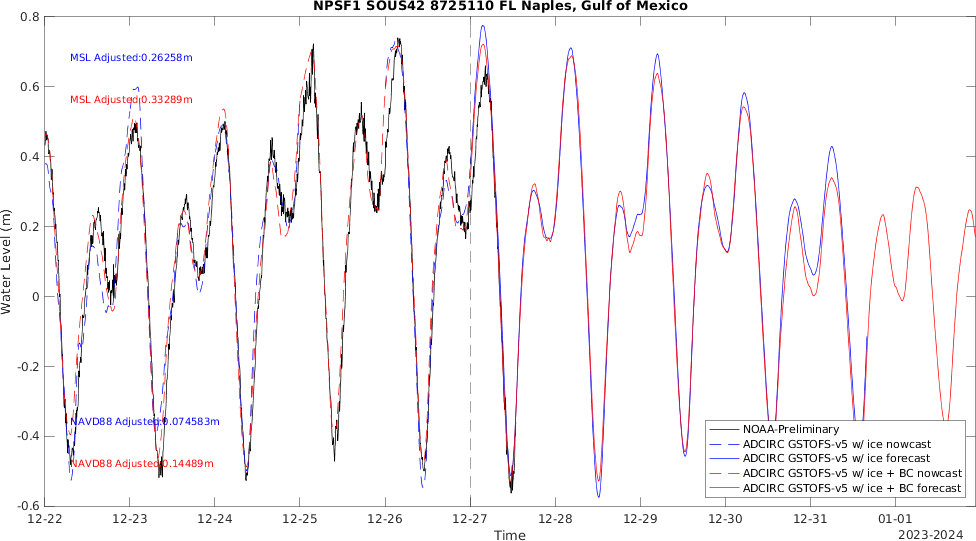 NPSF1 SOUS42 8725110 FL Naples, Gulf of Mexico
0.8
0.6
0.4
0.2
0
-0.2
-0.4
-0.6
Water Level (m)
MSL Adjusted:0.26258m
MSL Adjusted:0.33289m
NAVD88 Adjusted:0.074583m
NAVD88 Adjusted:0.14489m
NOAA-Preliminary
ADCIRC GSTOFS-v5 w/ ice nowcast
ADCIRC GSTOFS-v5 w/ ice forecast
ADCIRC GSTOFS-v5 w/ ice + BC nowcast
ADCIRC GSTOFS-v5 w/ ice + BC forecast
12-22 12-23 12-24 12-25 12-26 12-27 12-28 12-29 12-30 12-31 01-01
Time
2023-2024